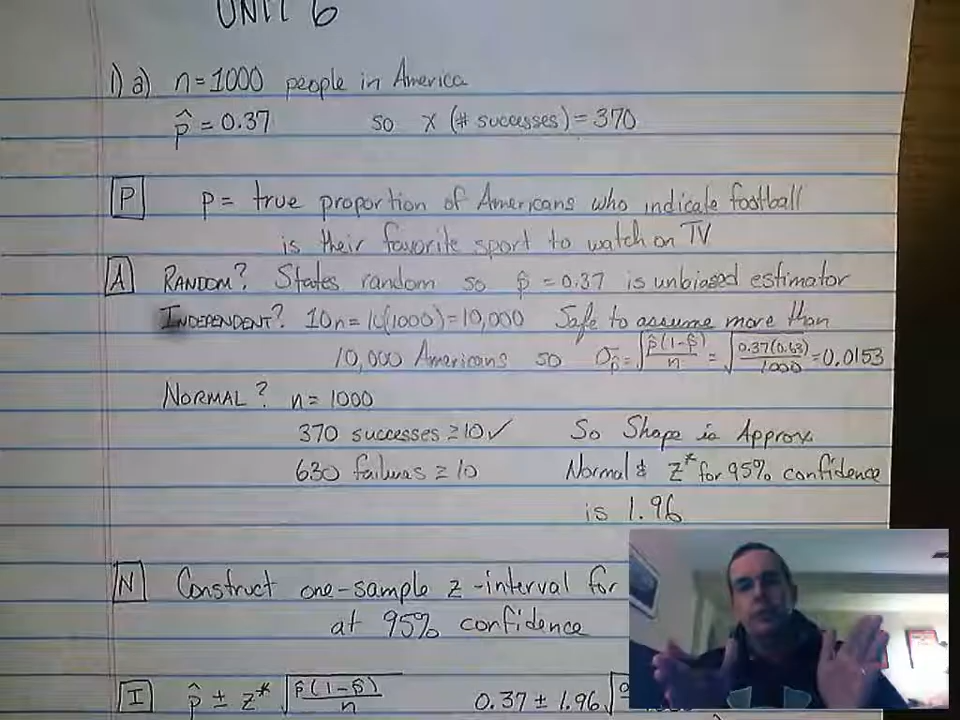 UNIT 6
1) a) n = 1000 people in America
p̂ = 0.37 so X (# successes) = 370
P p = true proportion of Americans who indicate football
is their favorite sport to watch on TV
A RANDOM? States random so p̂ = 0.37 is unbiased estimator
INDEPENDENT? 10n = 10(1000) = 10,000 Safe to assume more than
10,000 Americans so σp̂ = √(p̂(1-p̂)/n) = √(0.37(0.63)/1000) = 0.0153
NORMAL? n = 1000
370 successes ≥ 10 ✓ So Shape is Approx
630 failures ≥ 10 Normal & z* for 95% confidence
is 1.96
N Construct one-sample z-interval for
at 95% confidence
I p̂ ± z* √(p̂(1-p̂)/n) 0.37 ± 1.96 √